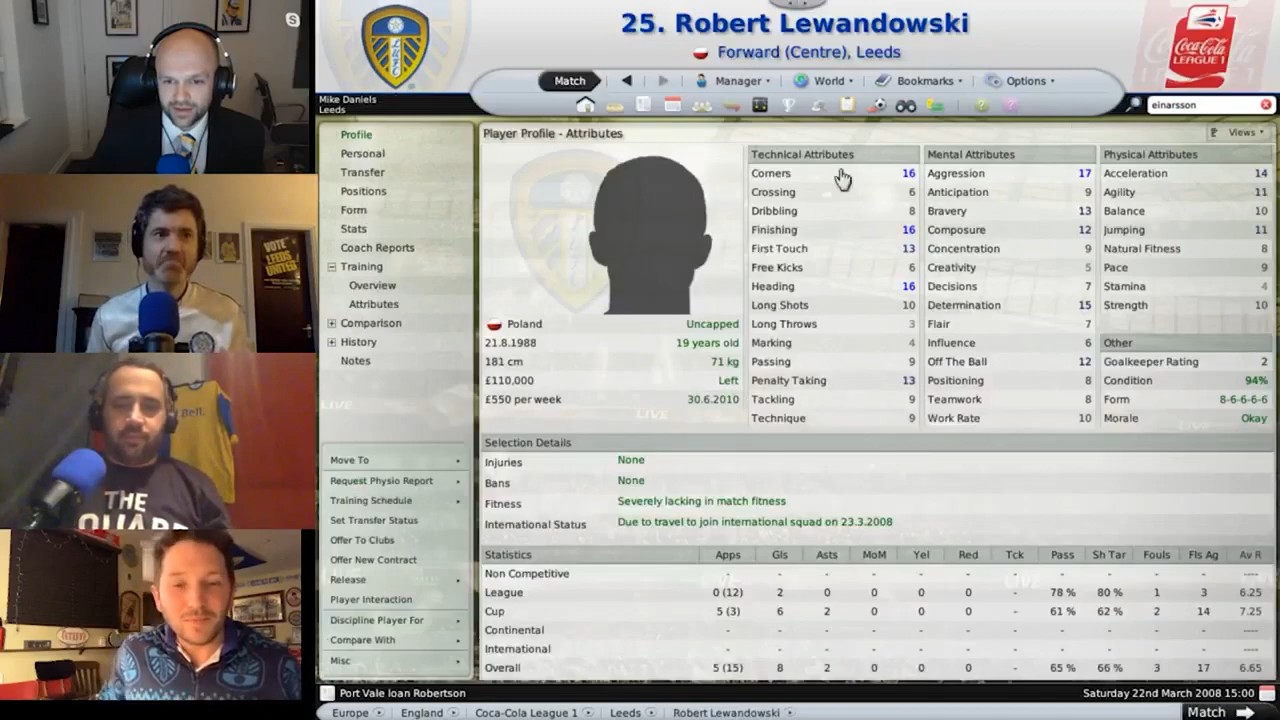 25. Robert Lewandowski
Forward (Centre), Leeds
Coca-Cola
LEAGUE 1
Match Manager World Bookmarks Options
Mike Daniels
Leeds
einarsson
Profile
Personal
Transfer
Positions
Form
Stats
Coach Reports
Training
Overview
Attributes
Comparison
History
Notes
Move To
Request Physio Report
Training Schedule
Set Transfer Status
Offer To Clubs
Offer New Contract
Release
Player Interaction
Discipline Player For
Compare With
Misc
Player Profile - Attributes Views
Poland Uncapped
21.8.1988 19 years old
181 cm 71 kg
£110,000 Left
£550 per week 30.6.2010
Technical Attributes
Corners 16
Crossing 6
Dribbling 8
Finishing 16
First Touch 13
Free Kicks 6
Heading 16
Long Shots 10
Long Throws 3
Marking 4
Passing 9
Penalty Taking 13
Tackling 9
Technique 9
Mental Attributes
Aggression 17
Anticipation 9
Bravery 13
Composure 12
Concentration 9
Creativity 5
Decisions 7
Determination 15
Flair 7
Influence 6
Off The Ball 12
Positioning 8
Teamwork 8
Work Rate 10
Physical Attributes
Acceleration 14
Agility 11
Balance 10
Jumping 11
Natural Fitness 8
Pace 9
Stamina 4
Strength 10
Other
Goalkeeper Rating 2
Condition 94%
Form 8-6-6-6-6
Morale Okay
Selection Details
Injuries None
Bans None
Fitness Severely lacking in match fitness
International Status Due to travel to join international squad on 23.3.2008
Statistics Apps Gls Asts MoM Yel Red Tck Pass Sh Tar Fouls Fls Ag Av R
Non Competitive - - - - - - - - - - - ----
League 0 (12) 2 0 0 0 0 - 78 % 80 % 1 3 6.25
Cup 5 (3) 6 2 0 0 0 - 61 % 62 % 2 14 7.25
Continental - - - - - - - - - - - ----
International - - - - - - - - - - - ----
Overall 5 (15) 8 2 0 0 0 - 65 % 66 % 3 17 6.65
Port Vale loan Robertson Saturday 22nd March 2008 15:00
Europe England Coca-Cola League 1 Leeds Robert Lewandowski Match
VOTE
LEEDS
UNITED
THE
SQUARE